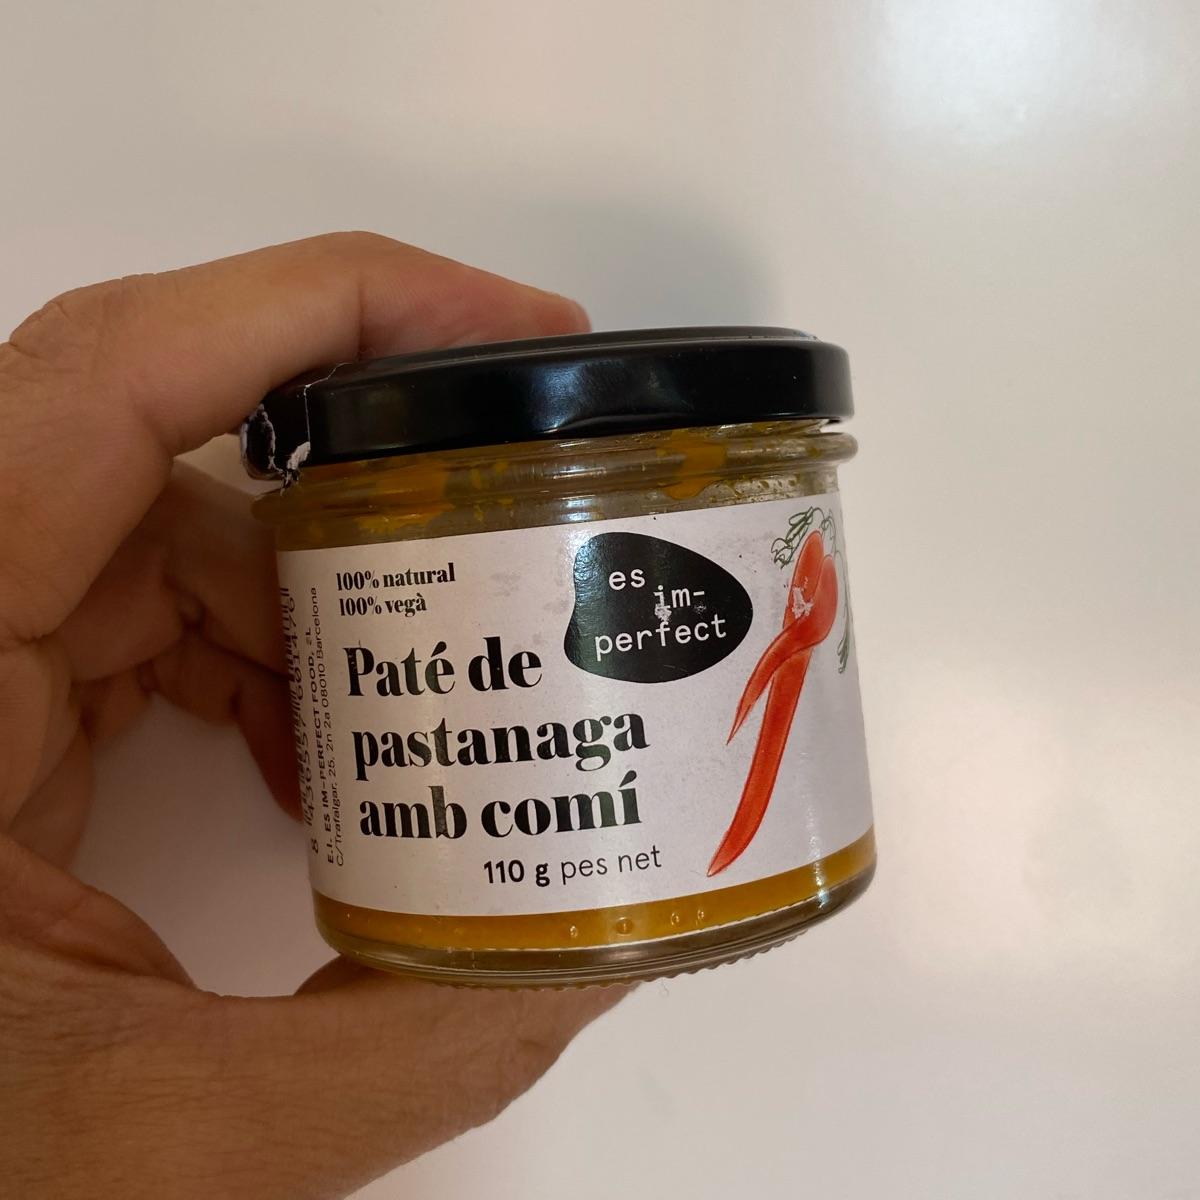 100% natural
100% vegà
Paté de
pastanaga
amb comí
110 g pes net
es
im-
perfect
E.I. ES IM-PERFECT FOOD, SL
C/Trafalgar, 25, 2n 2a 08010 Barcelona